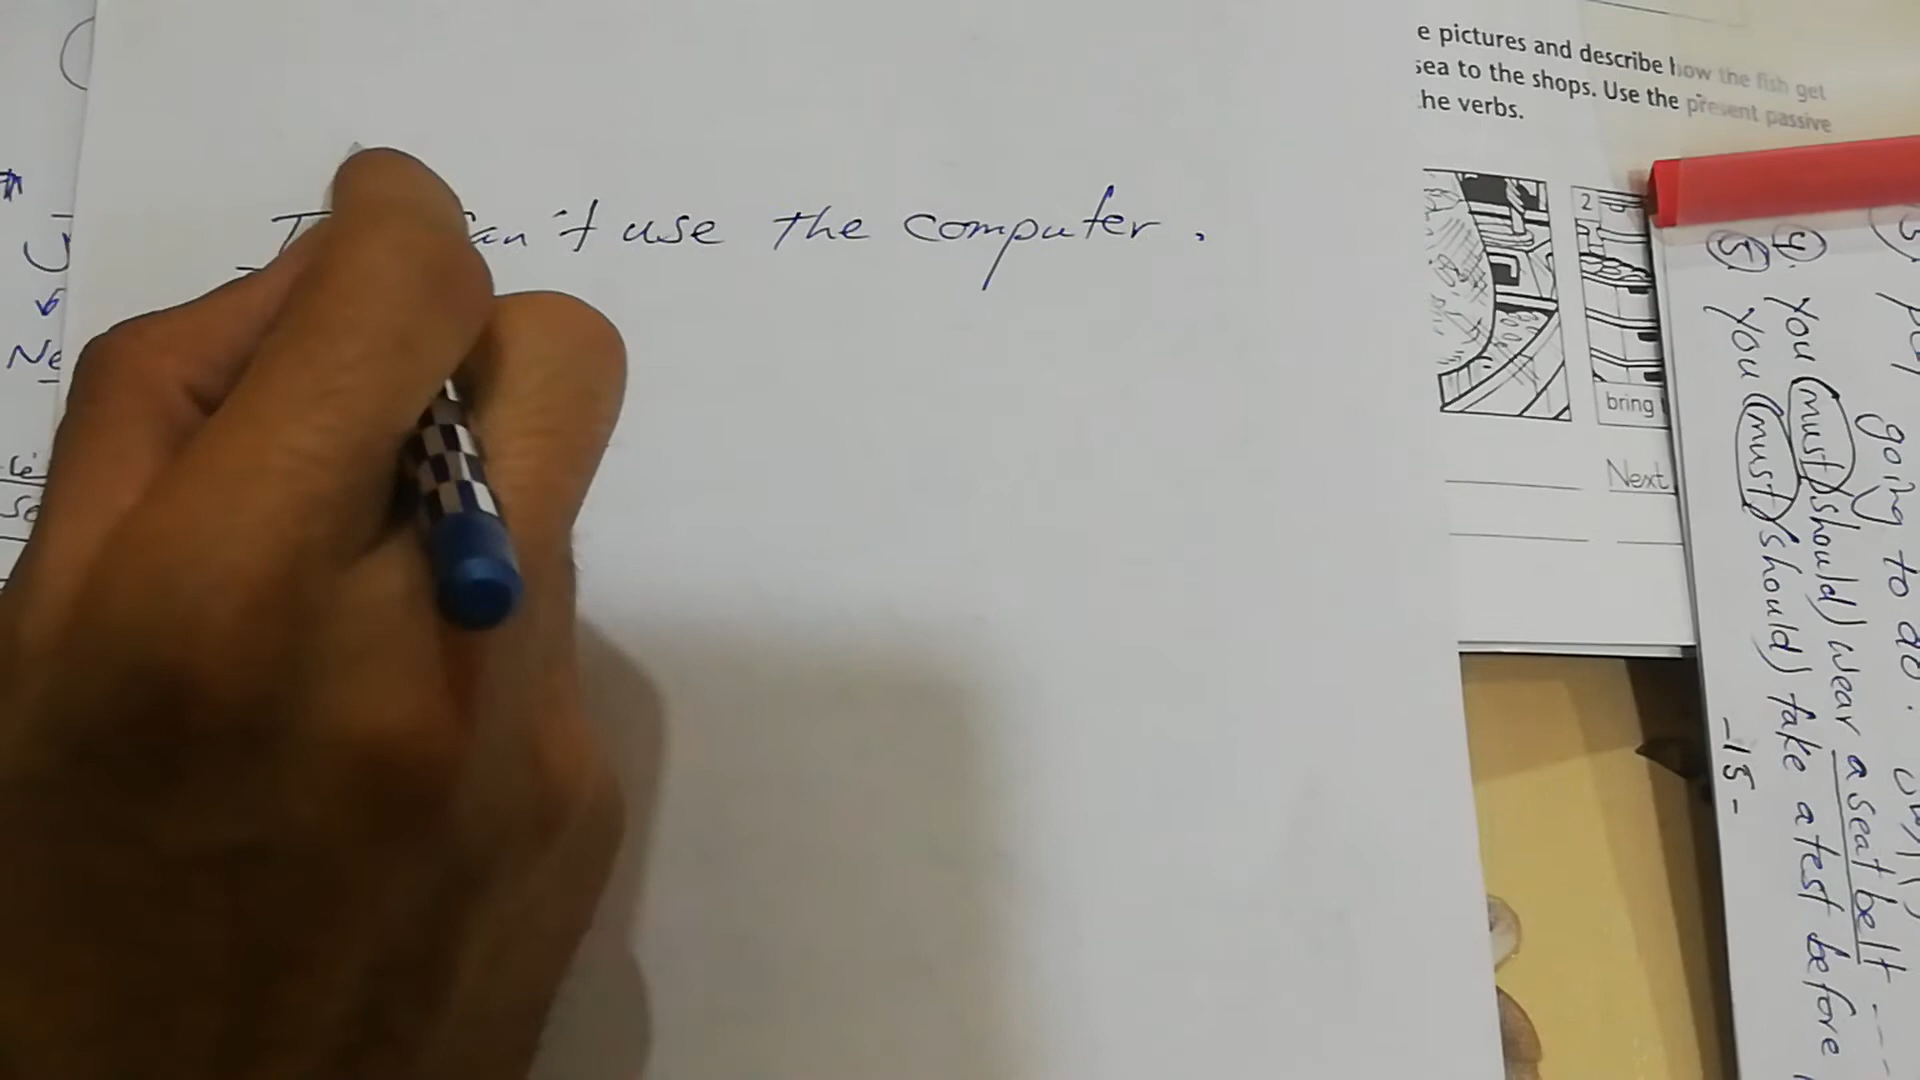 I can't use the computer.
e pictures and describe how the fish get
sea to the shops. Use the present passive
he verbs.
2
bring
Next
going to do.
④ You (must/should) wear a seat belt ---
⑤ You (must/should) take a test before
-15-
Ne